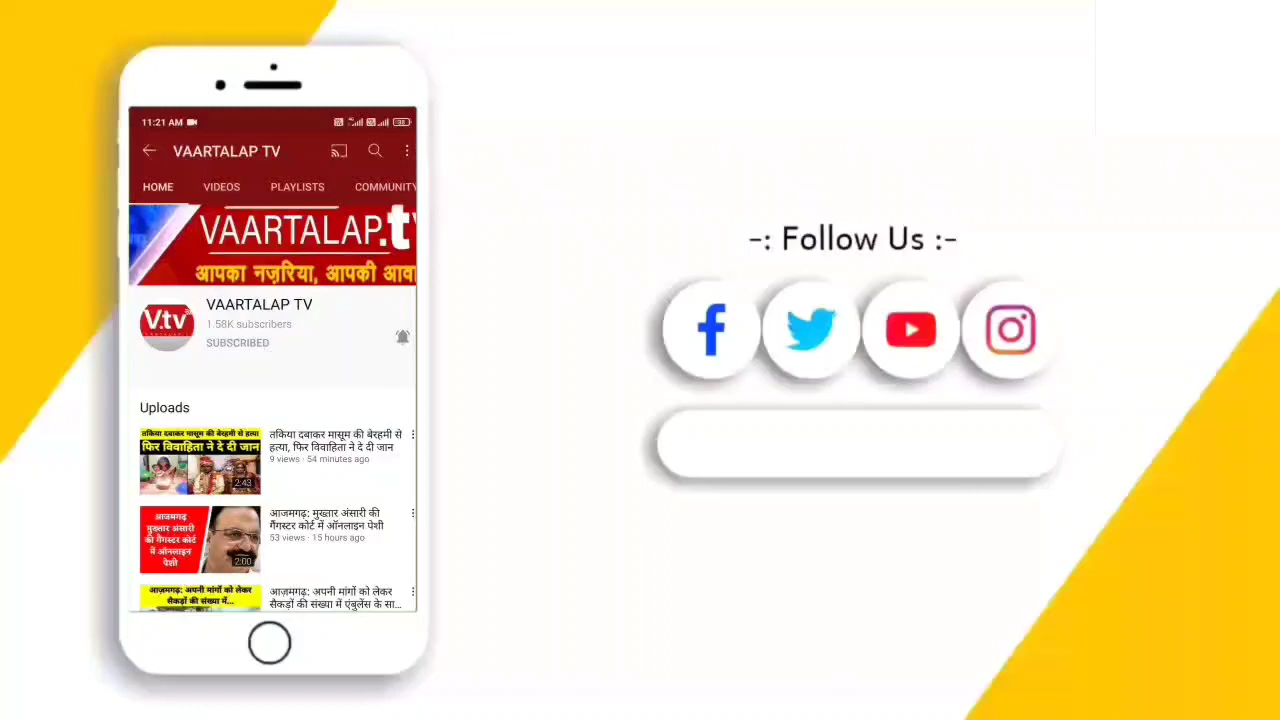 11:21 AM
VAARTALAP TV
HOME VIDEOS PLAYLISTS COMMUNITY
VAARTALAP.tv
आपका नज़रिया, आपकी आवा
V.tv
VAARTALAP TV
1.58K subscribers
SUBSCRIBED
Uploads
तकिया दबाकर मासूम की बेरहमी से हत्या
फिर विवाहिता ने दे दी जान
2:43
तकिया दबाकर मासूम की बेरहमी से
हत्या, फिर विवाहिता ने दे दी जान
9 views · 54 minutes ago
आजमगढ़
मुख्तार अंसारी
की गैंगस्टर कोर्ट
में ऑनलाइन
पेशी
2:00
आजमगढ़: मुख्तार अंसारी की
गैंगस्टर कोर्ट में ऑनलाइन पेशी
53 views · 15 hours ago
आज़मगढ़: अपनी मांगों को लेकर
सैकड़ों की संख्या में...
आज़मगढ़: अपनी मांगों को लेकर
सैकड़ों की संख्या में एंबुलेंस के सा...
-: Follow Us :-